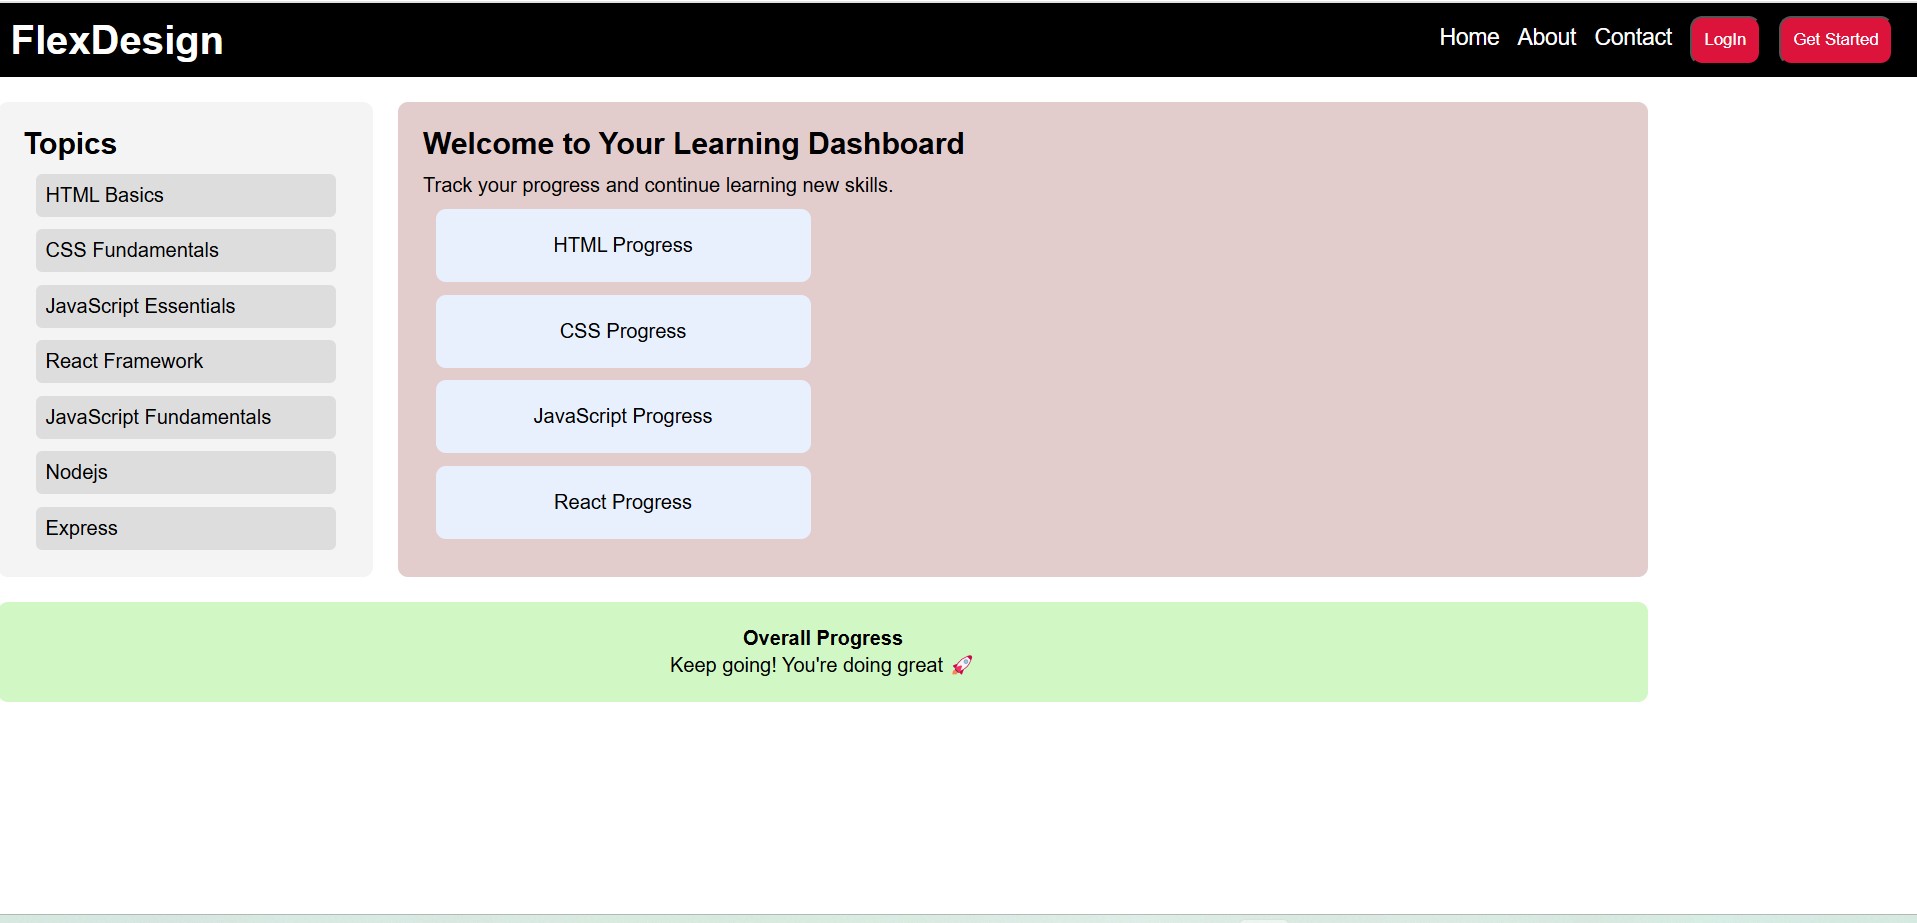 FlexDesign
Home About Contact LogIn Get Started
Topics
HTML Basics
CSS Fundamentals
JavaScript Essentials
React Framework
JavaScript Fundamentals
Nodejs
Express
Welcome to Your Learning Dashboard
Track your progress and continue learning new skills.
HTML Progress
CSS Progress
JavaScript Progress
React Progress
Overall Progress
Keep going! You're doing great 🚀